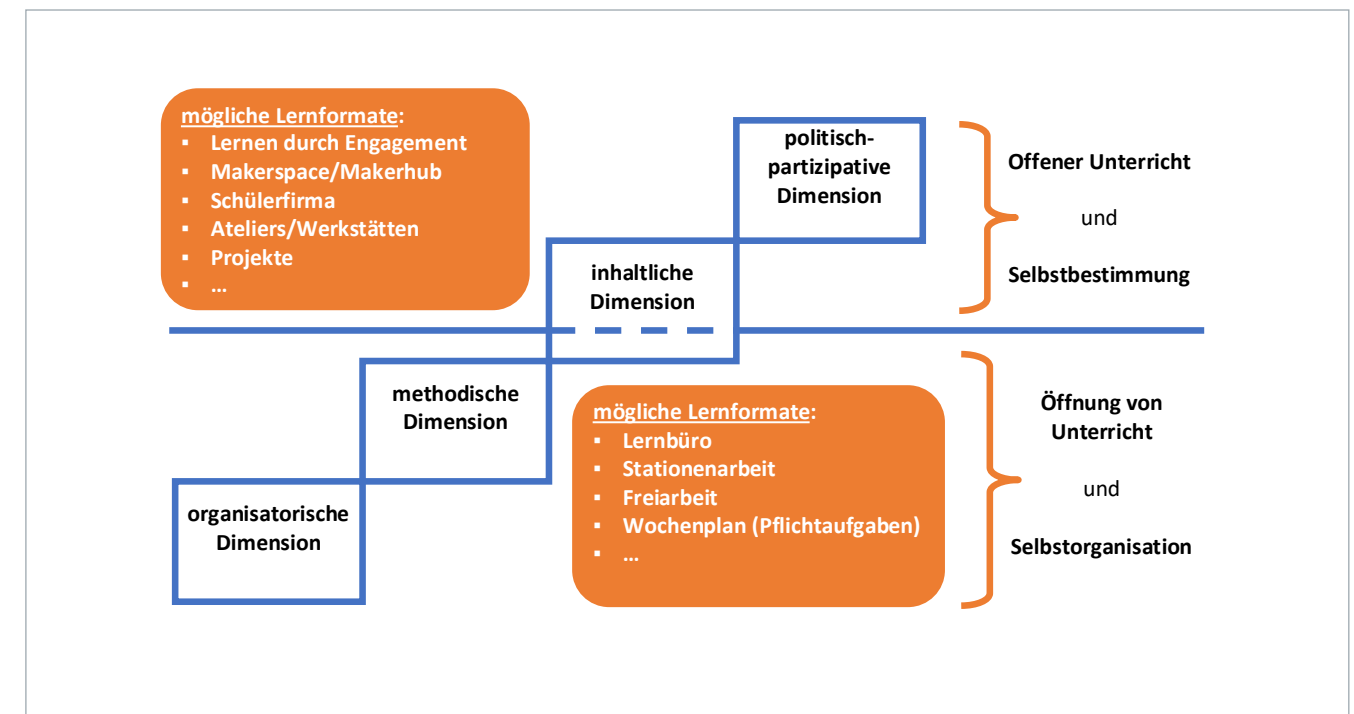 mögliche Lernformate:
▪ Lernen durch Engagement
▪ Makerspace/Makerhub
▪ Schülerfirma
▪ Ateliers/Werkstätten
▪ Projekte
▪ …
politisch-
partizipative
Dimension
Offener Unterricht
und
Selbstbestimmung
inhaltliche
Dimension
methodische
Dimension
mögliche Lernformate:
▪ Lernbüro
▪ Stationenarbeit
▪ Freiarbeit
▪ Wochenplan (Pflichtaufgaben)
▪ …
Öffnung von
Unterricht
und
Selbstorganisation
organisatorische
Dimension